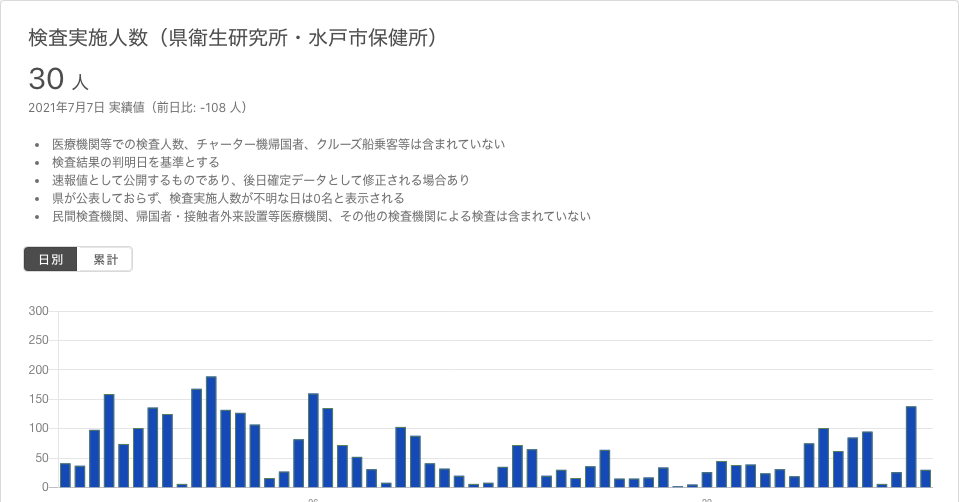 検査実施人数（県衛生研究所・水戸市保健所）
30 人
2021年7月7日 実績値（前日比: -108 人）
• 医療機関等での検査人数、チャーター機帰国者、クルーズ船乗客等は含まれていない
• 検査結果の判明日を基準とする
• 速報値として公開するものであり、後日確定データとして修正される場合あり
• 県が公表しておらず、検査実施人数が不明な日は0名と表示される
• 民間検査機関、帰国者・接触者外来設置等医療機関、その他の検査機関による検査は含まれていない
日別 累計
300
250
200
150
100
50
0